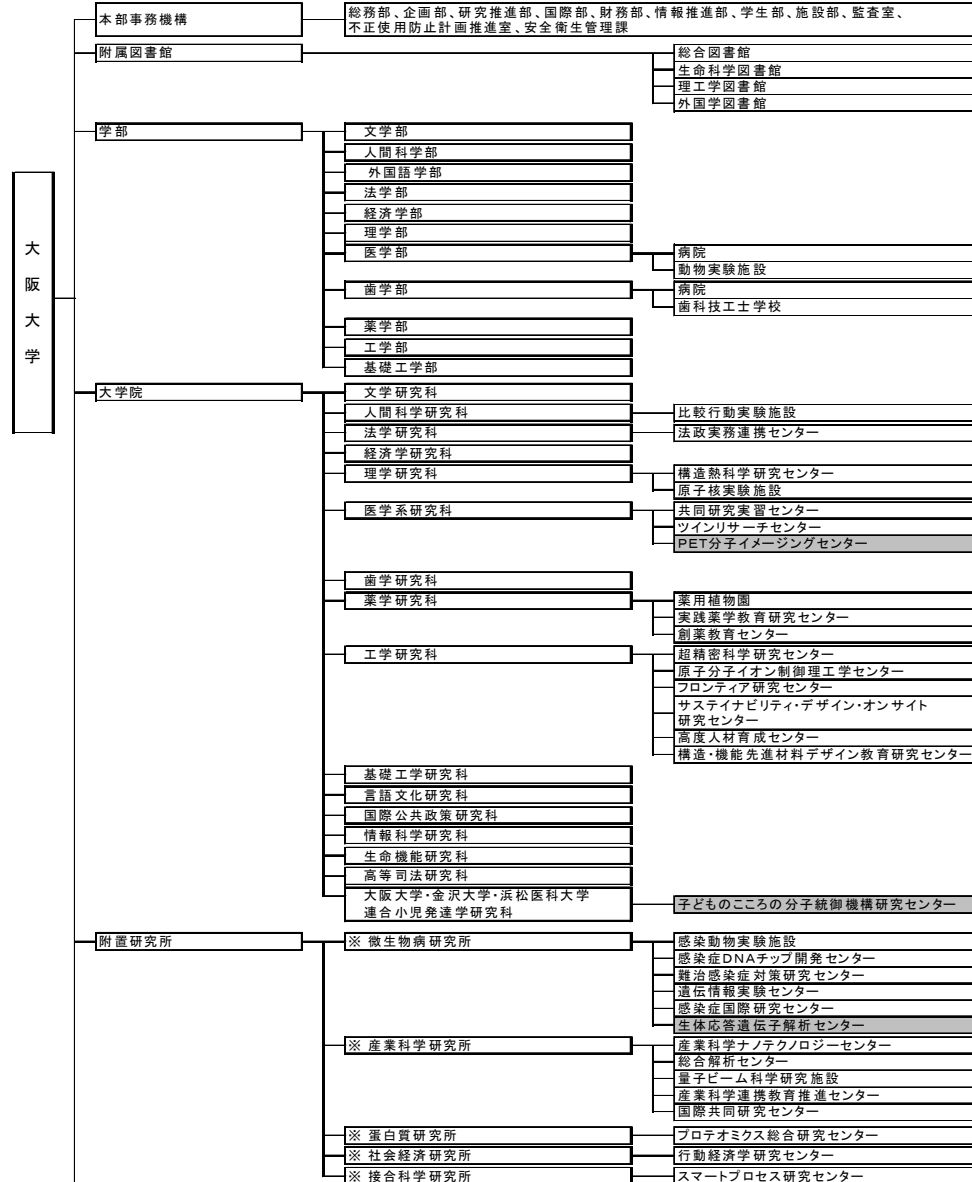 本部事務機構
総務部、企画部、研究推進部、国際部、財務部、情報推進部、学生部、施設部、監査室、
不正使用防止計画推進室、安全衛生管理課
附属図書館
総合図書館
生命科学図書館
理工学図書館
外国学図書館
学部
文学部
人間科学部
外国語学部
法学部
経済学部
理学部
医学部
病院
動物実験施設
歯学部
病院
歯科技工士学校
薬学部
工学部
基礎工学部
大阪大学
大学院
文学研究科
人間科学研究科
比較行動実験施設
法学研究科
法政実務連携センター
経済学研究科
理学研究科
構造熱科学研究センター
原子核実験施設
医学系研究科
共同研究実習センター
ツインリサーチセンター
PET分子イメージングセンター
歯学研究科
薬学研究科
薬用植物園
実践薬学教育研究センター
創薬教育センター
工学研究科
超精密科学研究センター
原子分子イオン制御理工学センター
フロンティア研究センター
サステイナビリティ・デザイン・オンサイト
研究センター
高度人材育成センター
構造・機能先進材料デザイン教育研究センター
基礎工学研究科
言語文化研究科
国際公共政策研究科
情報科学研究科
生命機能研究科
高等司法研究科
大阪大学・金沢大学・浜松医科大学
連合小児発達学研究科
子どものこころの分子統御機構研究センター
附置研究所
※ 微生物病研究所
感染動物実験施設
感染症DNAチップ開発センター
難治感染症対策研究センター
遺伝情報実験センター
感染症国際研究センター
生体応答遺伝子解析センター
※ 産業科学研究所
産業科学ナノテクノロジーセンター
総合解析センター
量子ビーム科学研究施設
産業科学連携教育推進センター
国際共同研究センター
※ 蛋白質研究所
プロテオミクス総合研究センター
※ 社会経済研究所
行動経済学研究センター
※ 接合科学研究所
スマートプロセス研究センター